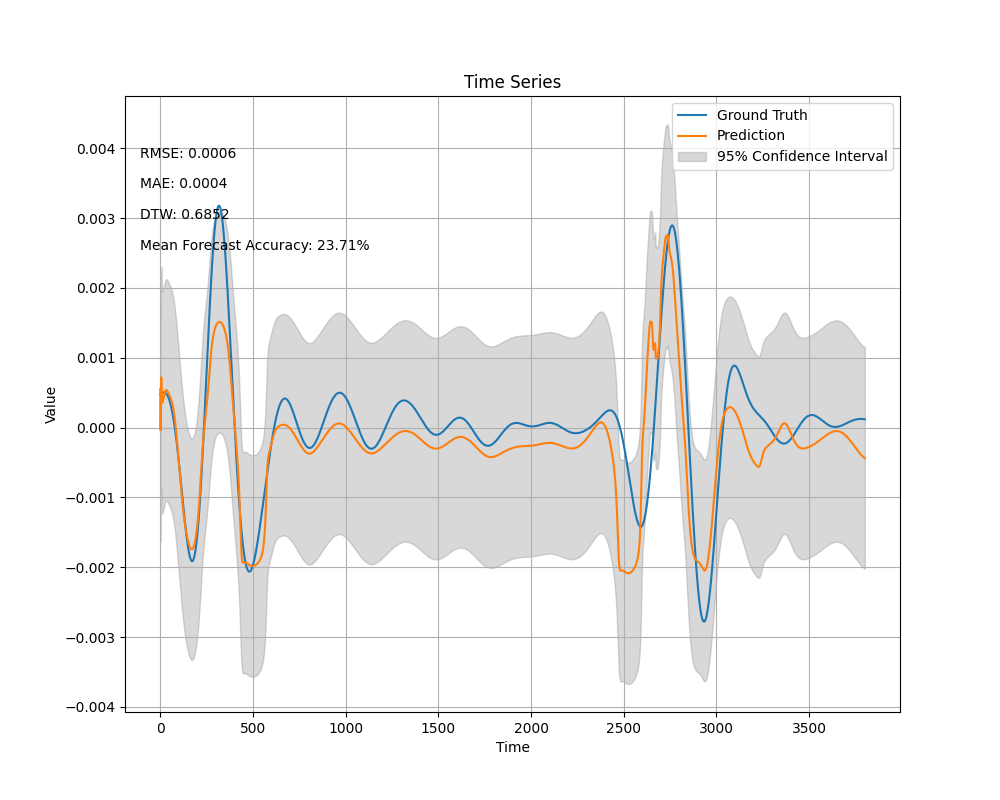 Time Series
Ground Truth
Prediction
95% Confidence Interval
RMSE: 0.0006
MAE: 0.0004
DTW: 0.6852
Mean Forecast Accuracy: 23.71%
Value
0.004
0.003
0.002
0.001
0.000
−0.001
−0.002
−0.003
−0.004
0
500
1000
1500
2000
2500
3000
3500
Time